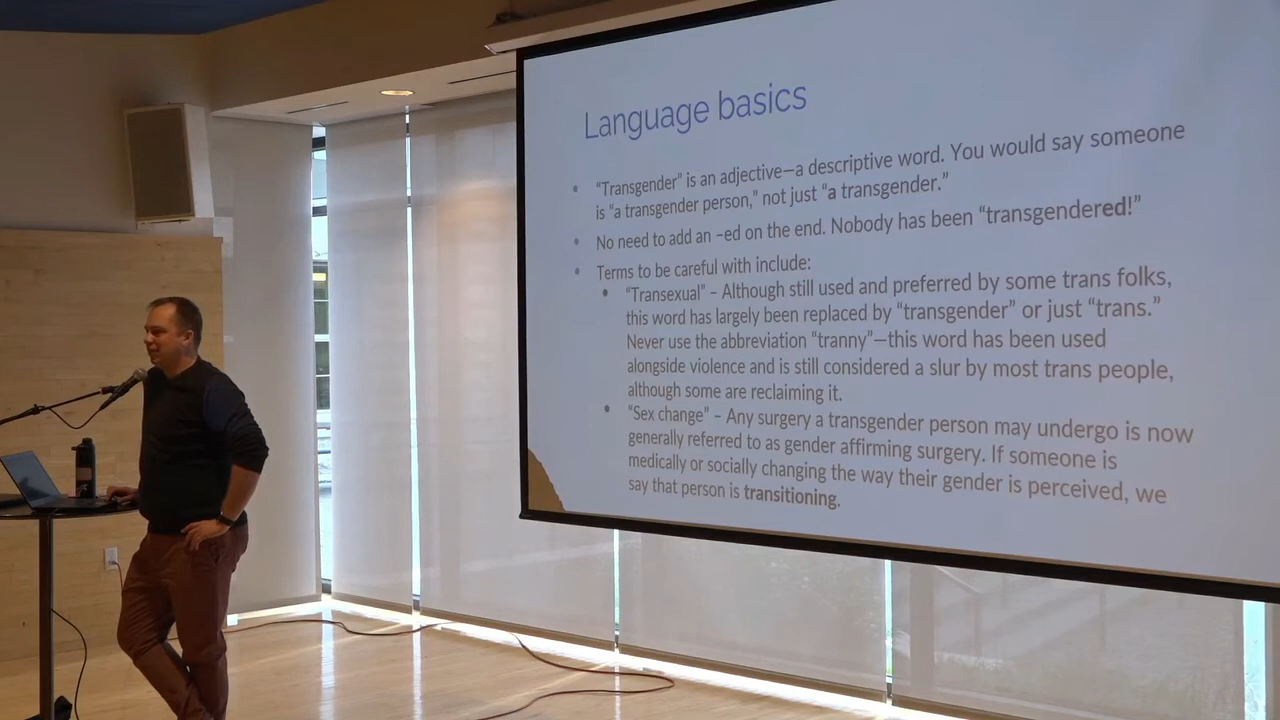 Language basics
• “Transgender” is an adjective—a descriptive word. You would say someone
is “a transgender person,” not just “a transgender.”
• No need to add an –ed on the end. Nobody has been “transgendered!”
• Terms to be careful with include:
• “Transexual” – Although still used and preferred by some trans folks,
this word has largely been replaced by “transgender” or just “trans.”
Never use the abbreviation “tranny”—this word has been used
alongside violence and is still considered a slur by most trans people,
although some are reclaiming it.
• “Sex change” – Any surgery a transgender person may undergo is now
generally referred to as gender affirming surgery. If someone is
medically or socially changing the way their gender is perceived, we
say that person is transitioning.